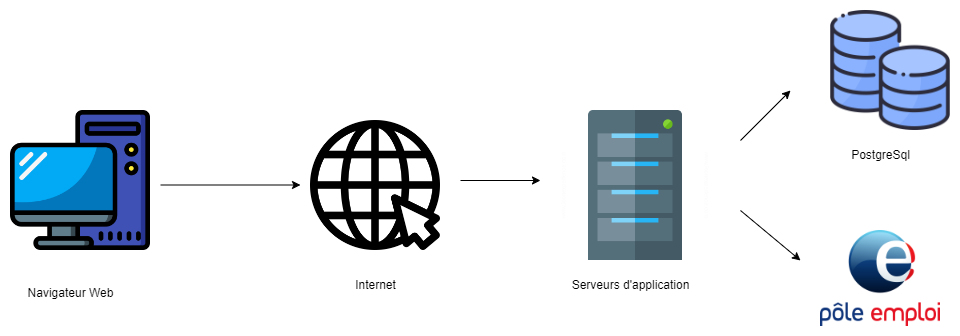 PostgreSql
Navigateur Web
Internet
Serveurs d'application
pôle emploi